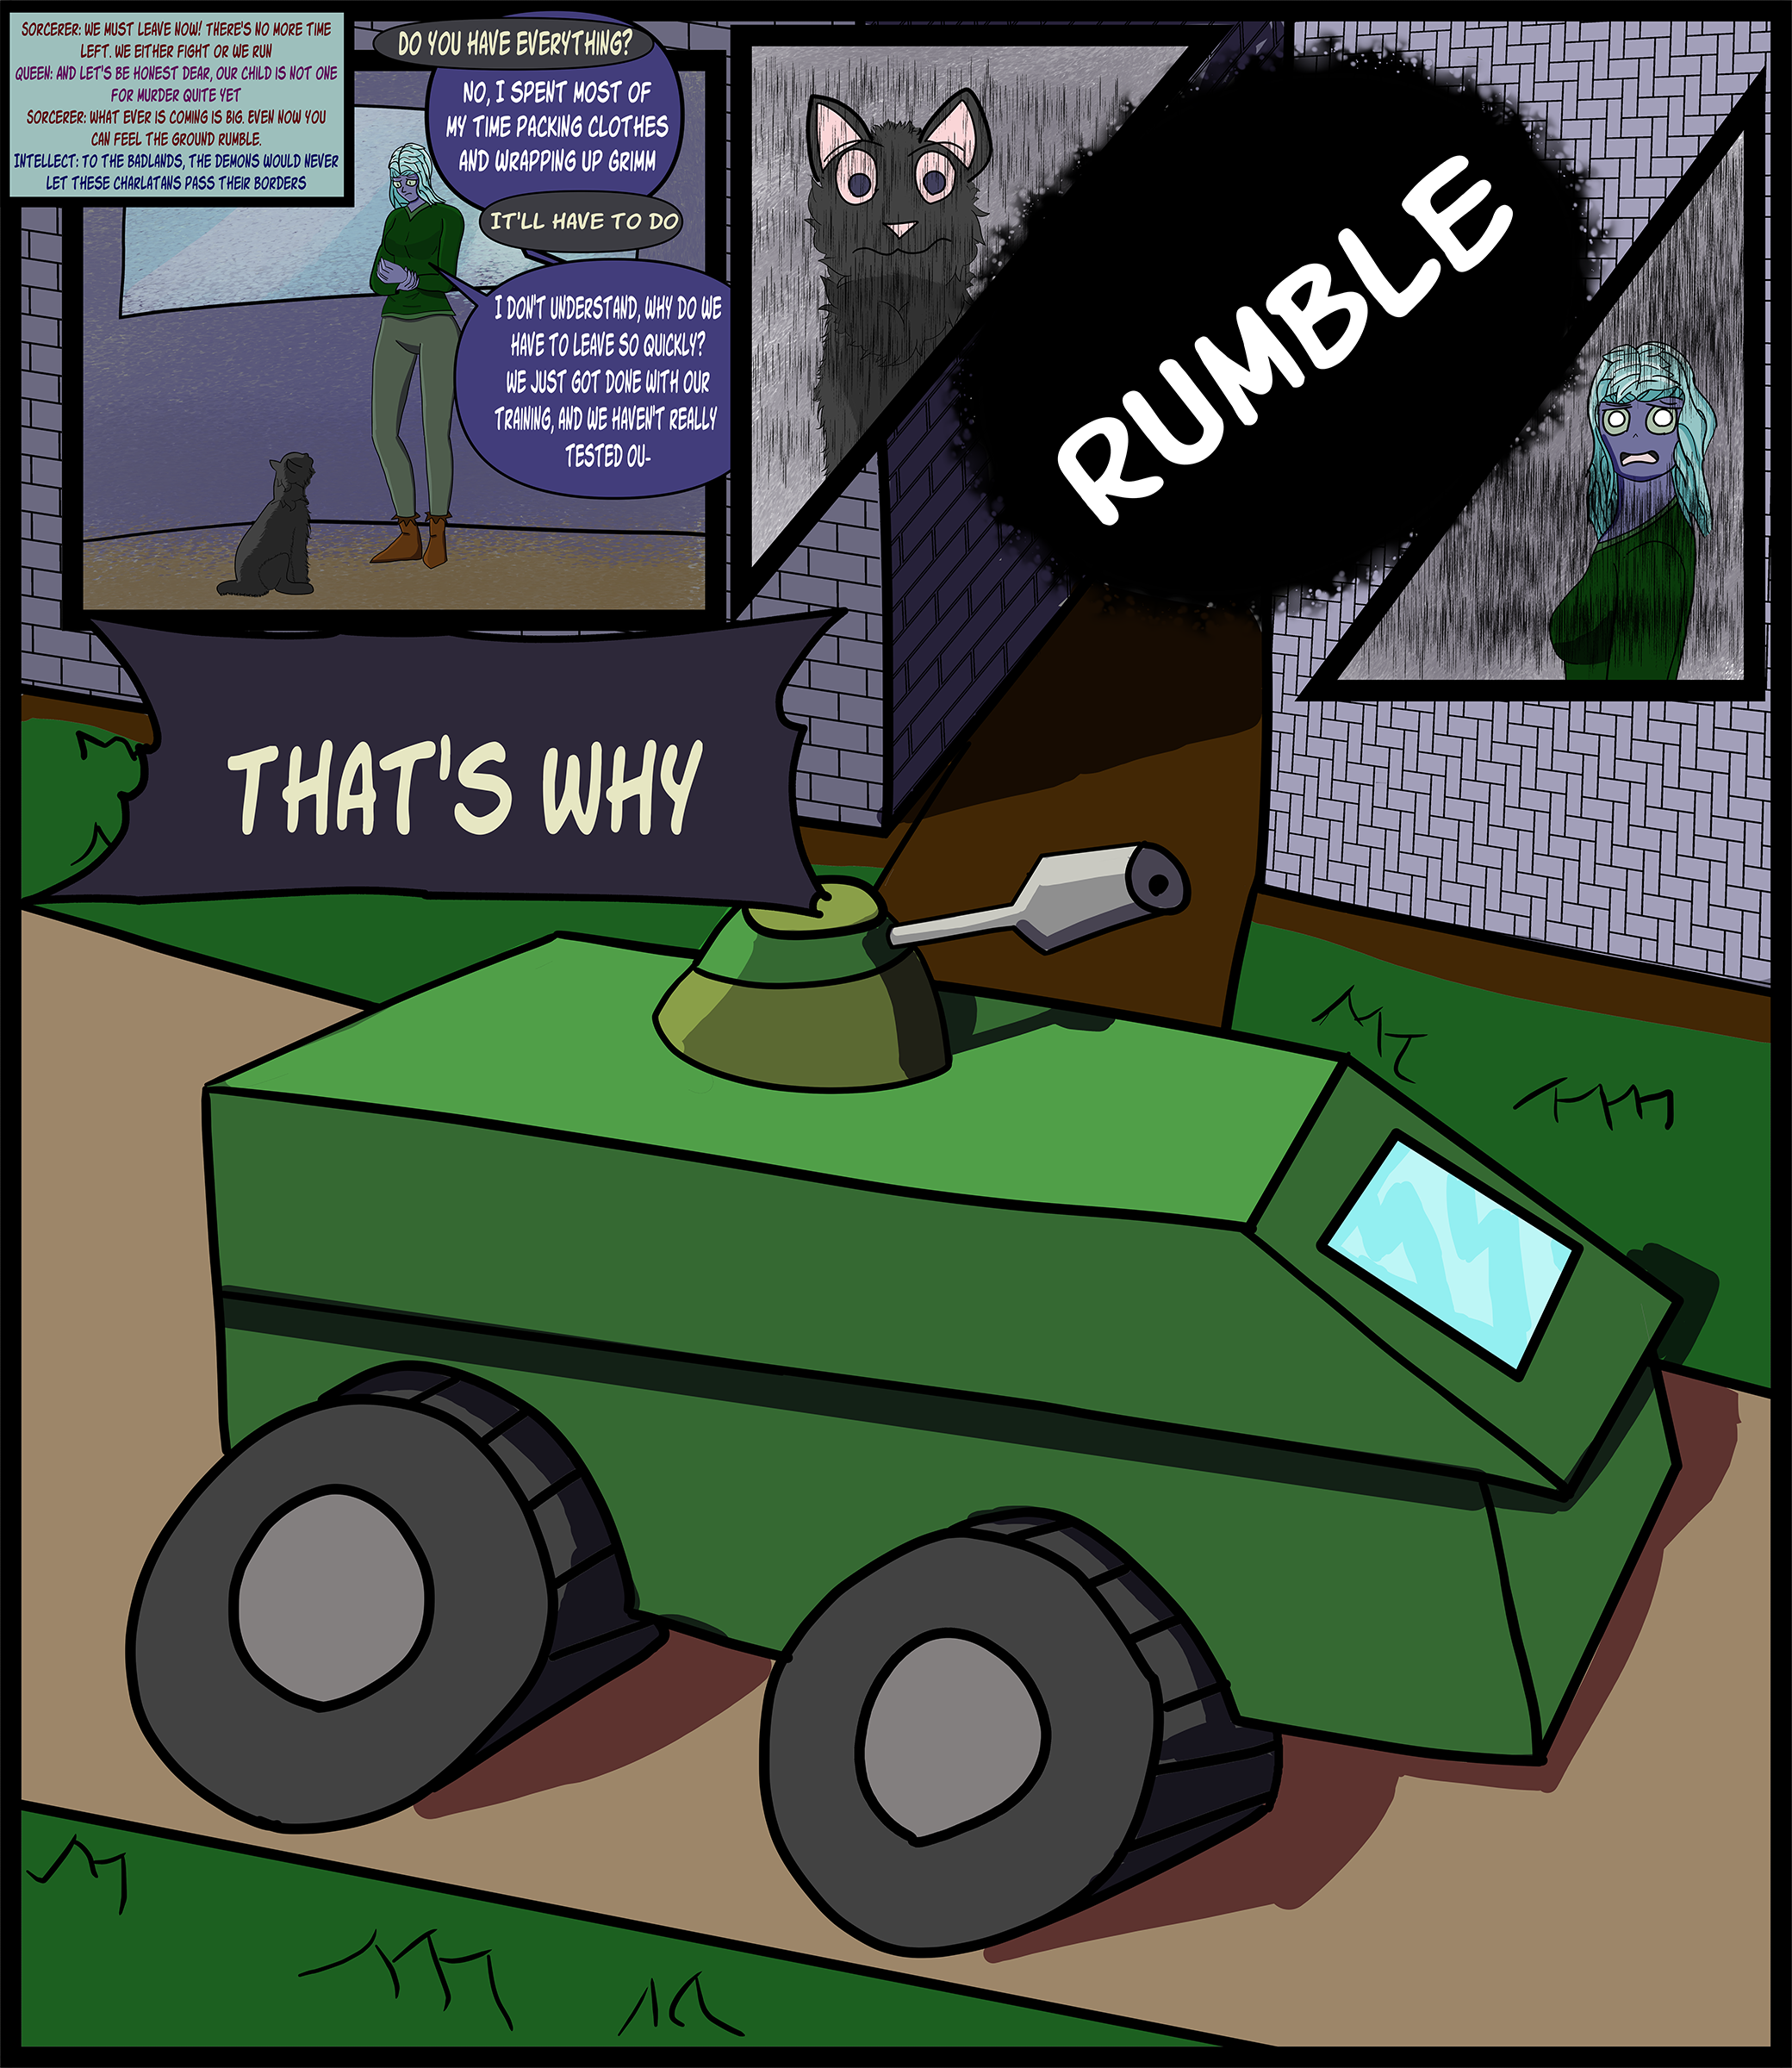 SORCERER: WE MUST LEAVE NOW! THERE'S NO MORE TIME
LEFT. WE EITHER FIGHT OR WE RUN
QUEEN: AND LET'S BE HONEST DEAR, OUR CHILD IS NOT ONE
FOR MURDER QUITE YET
SORCERER: WHAT EVER IS COMING IS BIG. EVEN NOW YOU
CAN FEEL THE GROUND RUMBLE.
INTELLECT: TO THE BADLANDS, THE DEMONS WOULD NEVER
LET THESE CHARLATANS PASS THEIR BORDERS
DO YOU HAVE EVERYTHING?
NO, I SPENT MOST OF
MY TIME PACKING CLOTHES
AND WRAPPING UP GRIMM
IT'LL HAVE TO DO
I DON'T UNDERSTAND, WHY DO WE
HAVE TO LEAVE SO QUICKLY?
WE JUST GOT DONE WITH OUR
TRAINING, AND WE HAVEN'T REALLY
TESTED OU-
RUMBLE
THAT'S WHY